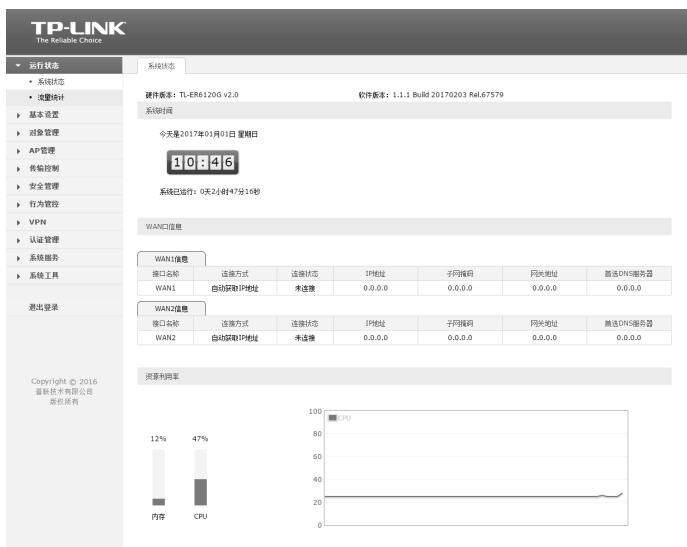 TP-LINK
The Reliable Choice
运行状态
系统状态
流量统计
基本设置
对象管理
AP管理
传输控制
安全管理
行为管控
VPN
认证管理
系统服务
系统工具
退出登录
Copyright © 2016
普联技术有限公司
版权所有
系统状态
硬件版本：TL-ER6120G v2.0 软件版本：1.1.1 Build 20170203 Rel.67579
系统时间
今天是2017年01月01日 星期日
10:46
系统已运行：0天2小时47分16秒
WAN口信息
WAN1信息
接口名称 连接方式 连接状态 IP地址 子网掩码 网关地址 首选DNS服务器
WAN1 自动获取IP地址 未连接 0.0.0.0 0.0.0.0 0.0.0.0 0.0.0.0
WAN2信息
接口名称 连接方式 连接状态 IP地址 子网掩码 网关地址 首选DNS服务器
WAN2 自动获取IP地址 未连接 0.0.0.0 0.0.0.0 0.0.0.0 0.0.0.0
资源利用率
12% 47%
内存 CPU
CPU
100
80
60
40
20
0